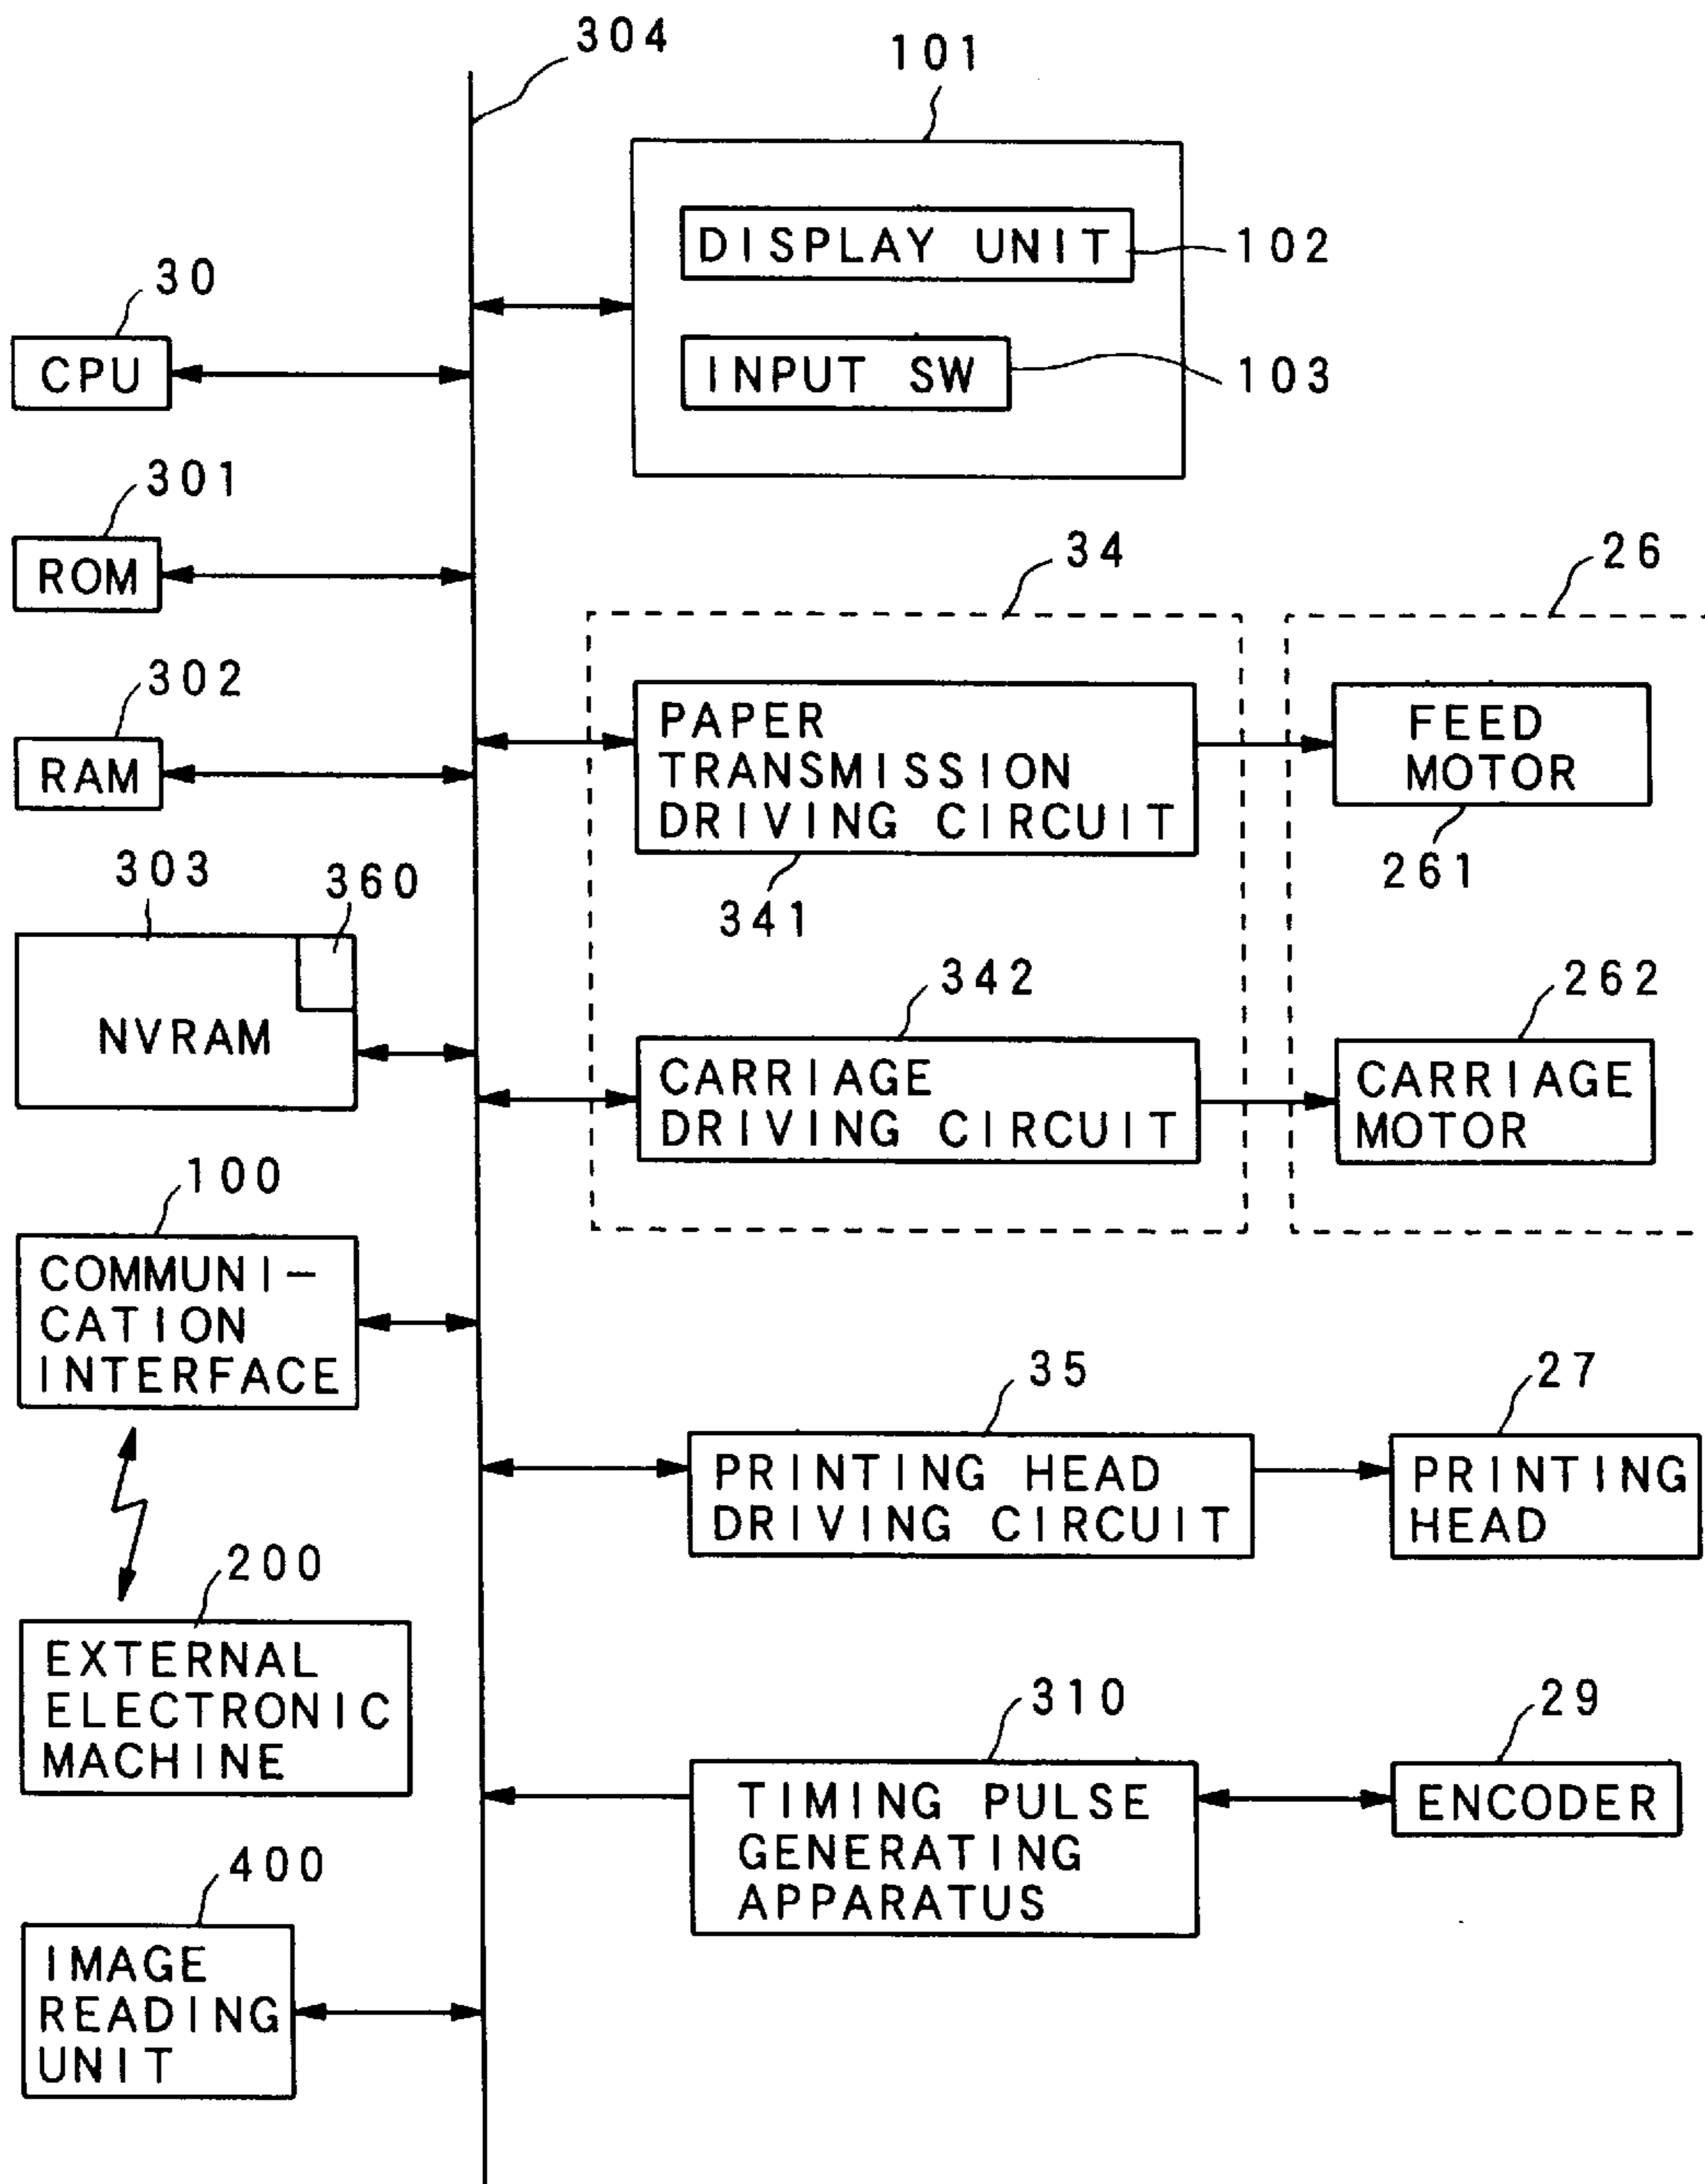 304
101
DISPLAY UNIT
102
INPUT SW
103
30
CPU
301
ROM
302
RAM
303
360
NVRAM
34
26
PAPER
TRANSMISSION
DRIVING CIRCUIT
341
FEED
MOTOR
261
342
CARRIAGE
DRIVING CIRCUIT
262
CARRIAGE
MOTOR
100
COMMUNI-
CATION
INTERFACE
35
PRINTING HEAD
DRIVING CIRCUIT
27
PRINTING
HEAD
200
EXTERNAL
ELECTRONIC
MACHINE
310
TIMING PULSE
GENERATING
APPARATUS
29
ENCODER
400
IMAGE
READING
UNIT